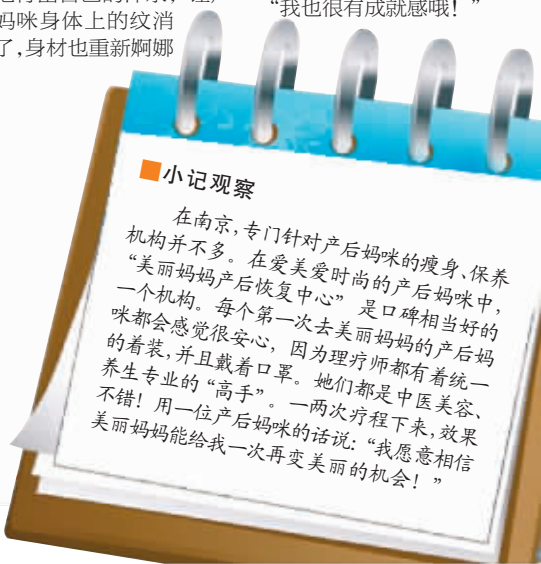 妈咪身体上的纹消
了,身材也重新婀娜
“我也很有成就感哦！”
■小记观察
在南京,专门针对产后妈咪的瘦身、保养
机构并不多。在爱美爱时尚的产后妈咪中,
“美丽妈妈产后恢复中心” 是口碑相当好的
一个机构。每个第一次去美丽妈妈的产后妈
咪都会感觉很安心, 因为理疗师都有着统一
的着装,并且戴着口罩。她们都是中医美容、
养生专业的“高手”。一两次疗程下来,效果
不错！用一位产后妈咪的话说：“我愿意相信
美丽妈妈能给我一次再变美丽的机会！”